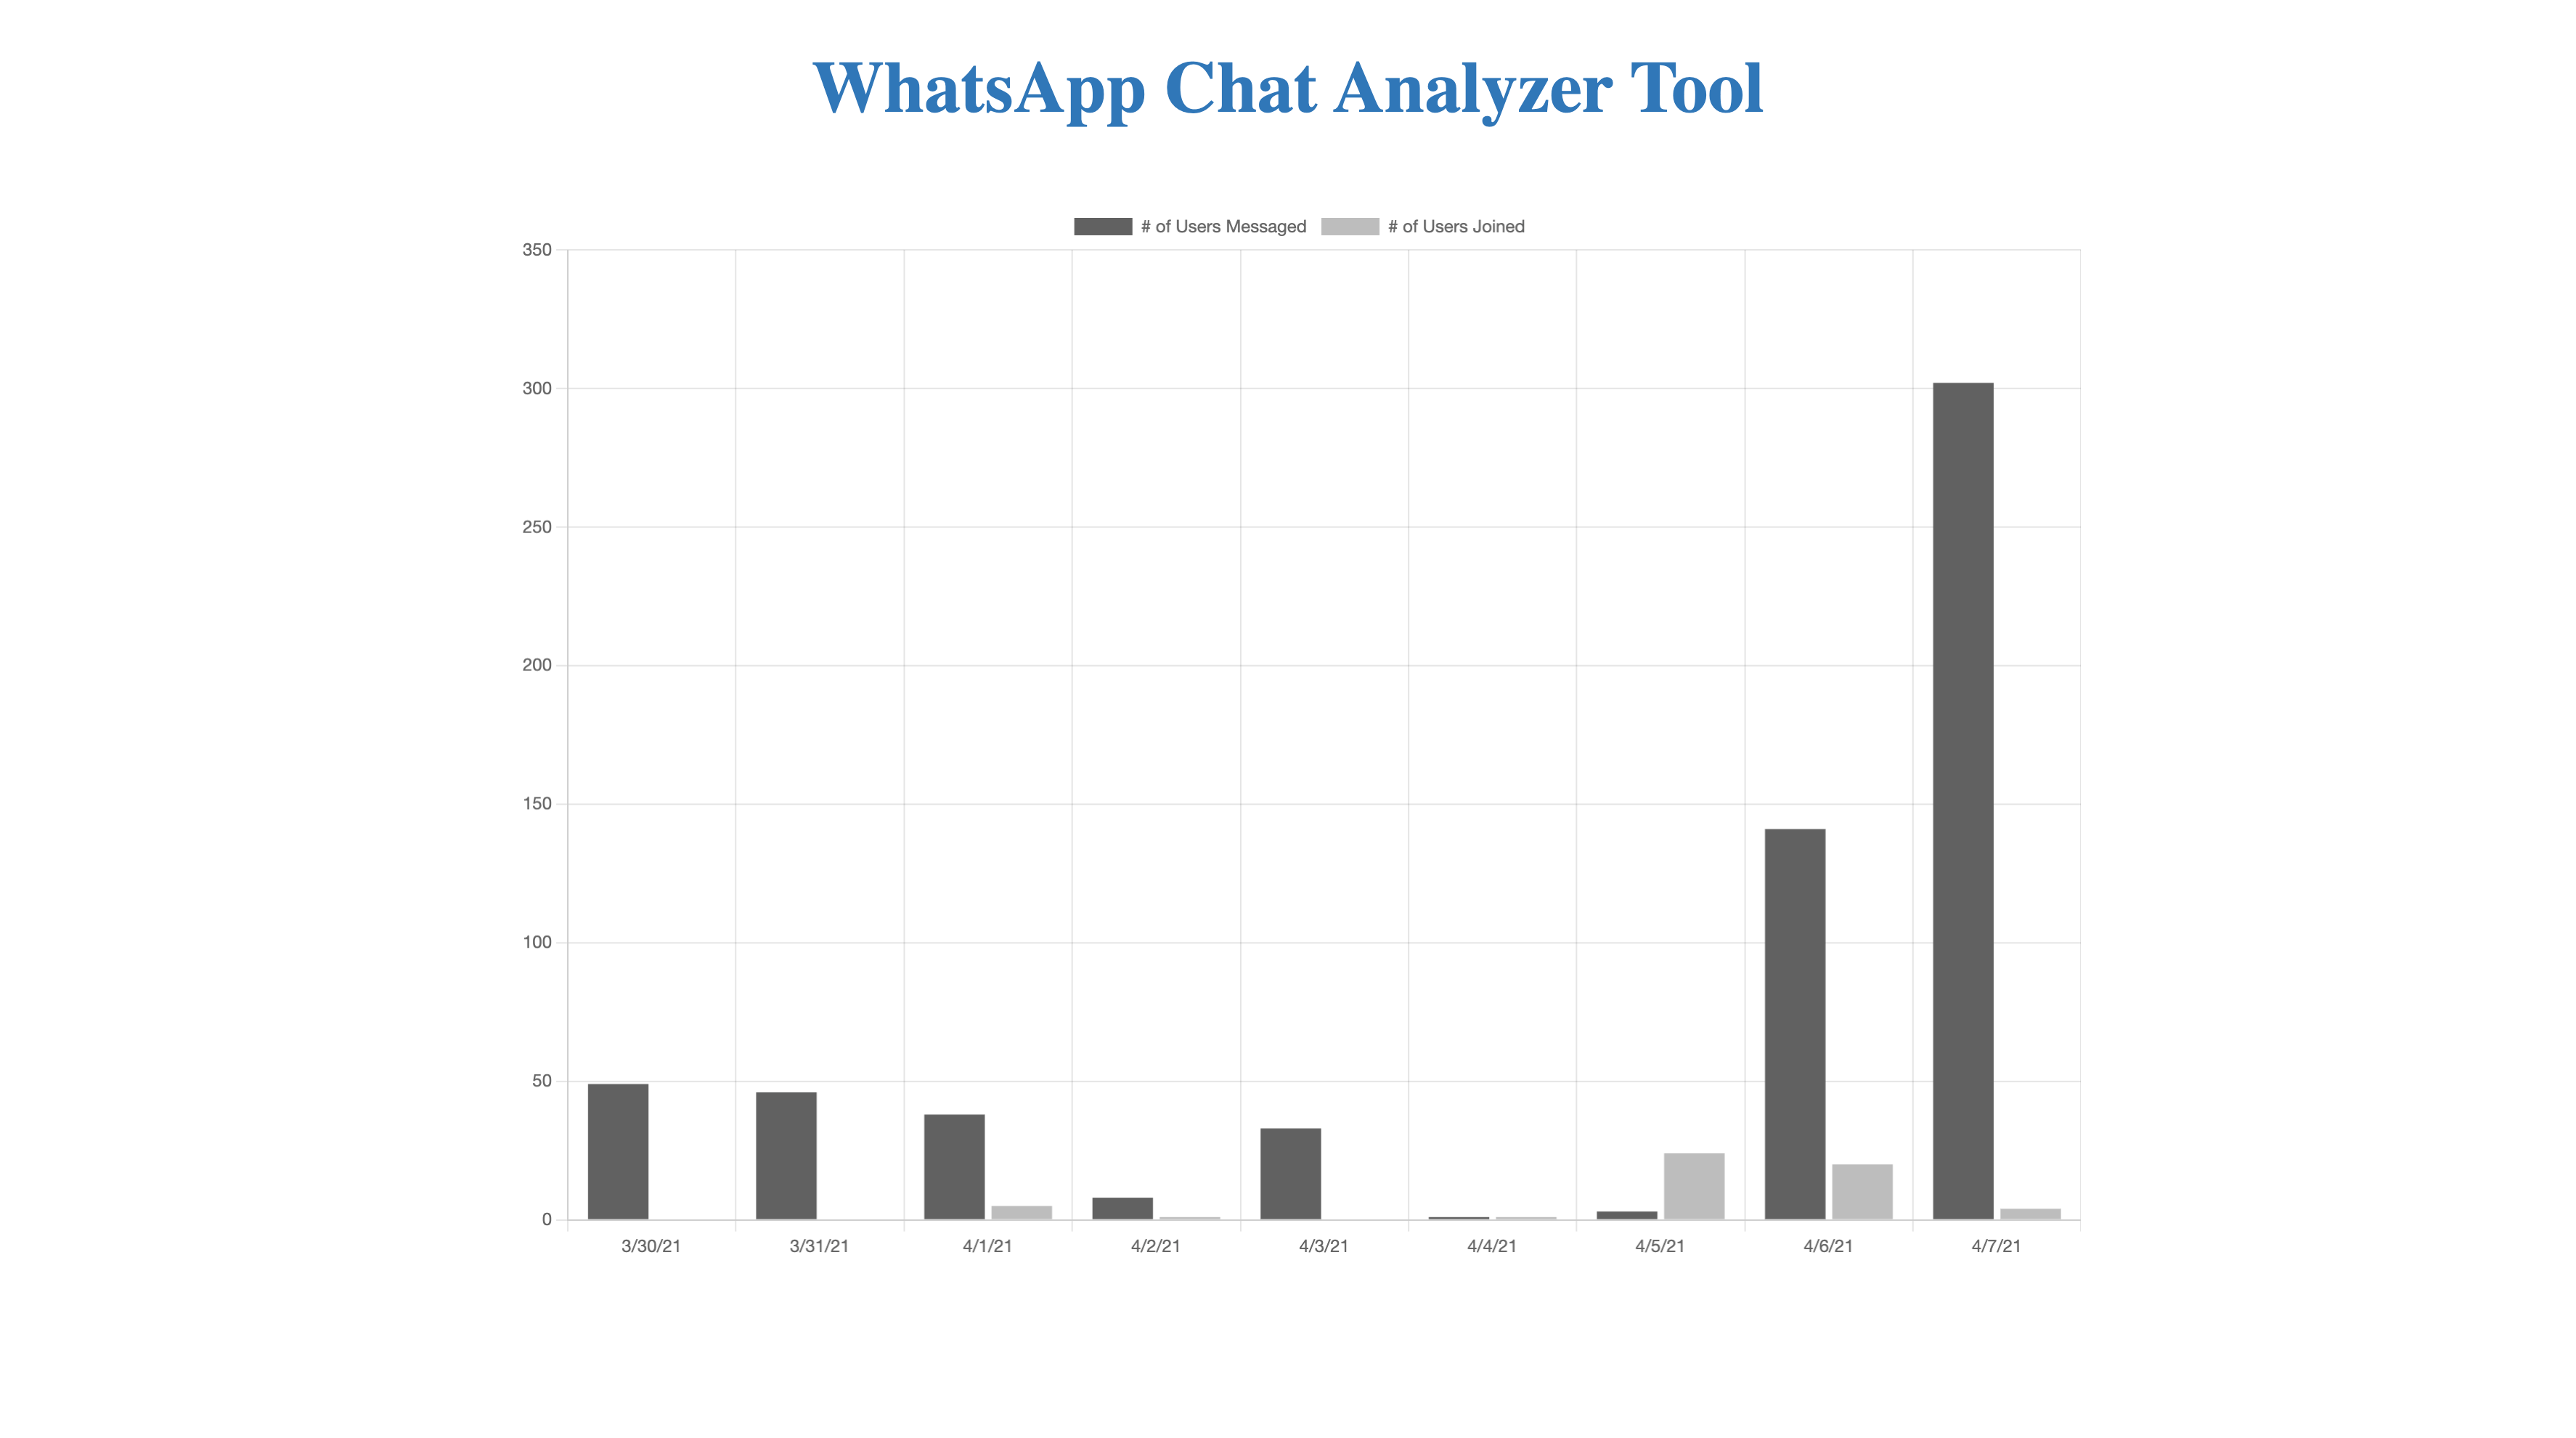 WhatsApp Chat Analyzer Tool
# of Users Messaged # of Users Joined
350
300
250
200
150
100
50
0
3/30/21 3/31/21 4/1/21 4/2/21 4/3/21 4/4/21 4/5/21 4/6/21 4/7/21